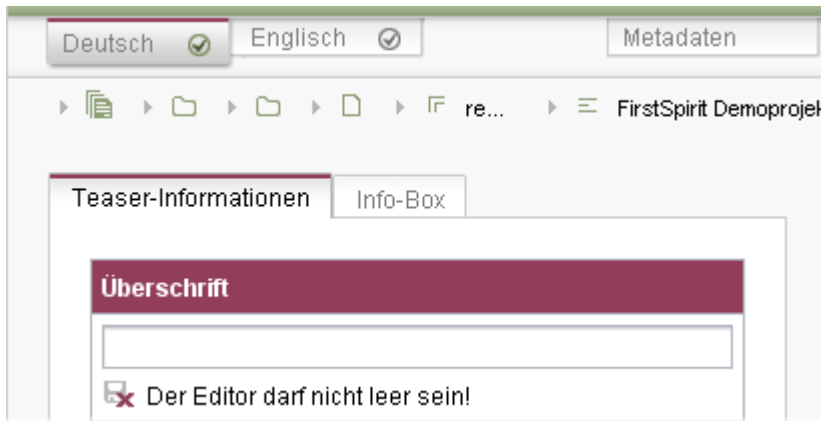 Deutsch Englisch Metadaten
re... FirstSpirit Demoprojek
Teaser-Informationen Info-Box
Überschrift
Der Editor darf nicht leer sein!